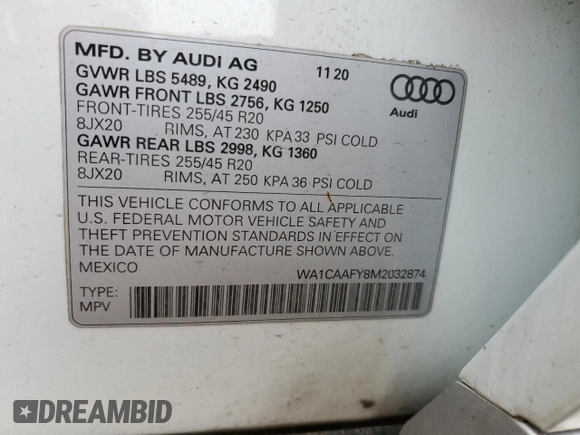 MFD. BY AUDI AG 11 20
GVWR LBS 5489, KG 2490
GAWR FRONT LBS 2756, KG 1250
FRONT-TIRES 255/45 R20
8JX20 RIMS, AT 230 KPA 33 PSI COLD
GAWR REAR LBS 2998, KG 1360
REAR-TIRES 255/45 R20
8JX20 RIMS, AT 250 KPA 36 PSI COLD
Audi
THIS VEHICLE CONFORMS TO ALL APPLICABLE
U.S. FEDERAL MOTOR VEHICLE SAFETY AND
THEFT PREVENTION STANDARDS IN EFFECT ON
THE DATE OF MANUFACTURE SHOWN ABOVE.
MEXICO WA1CAAFY8M2032874
TYPE:
MPV
DREAMBID